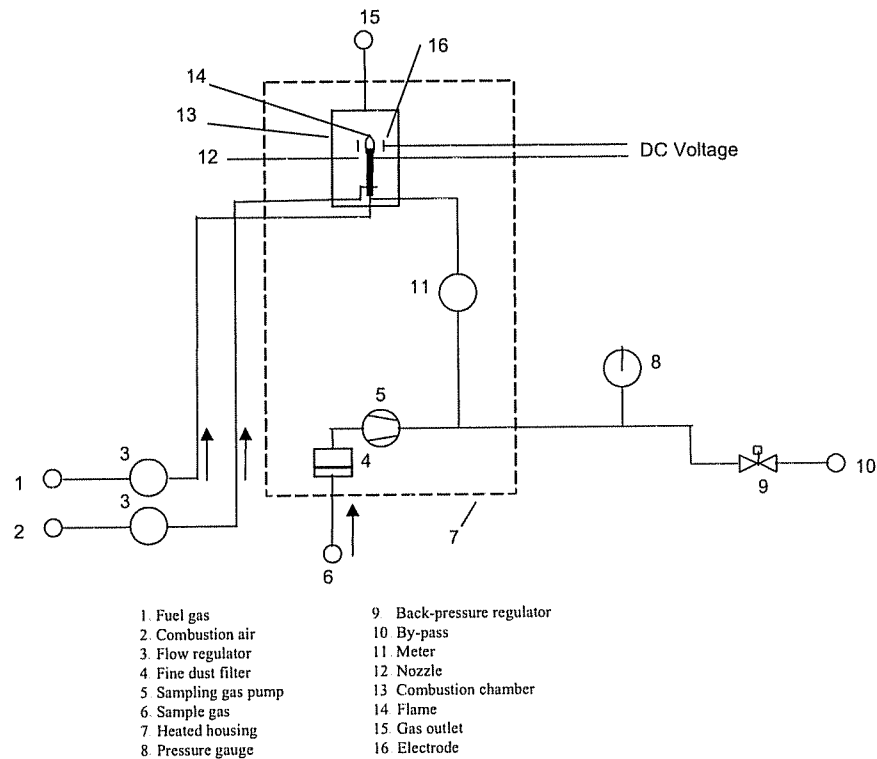 15
16
14
13
12
DC Voltage
11
8
5
3
4
1
10
3
9
2
7
6
1. Fuel gas
2. Combustion air
3. Flow regulator
4. Fine dust filter
5. Sampling gas pump
6. Sample gas
7. Heated housing
8. Pressure gauge
9. Back-pressure regulator
10. By-pass
11. Meter
12. Nozzle
13. Combustion chamber
14. Flame
15. Gas outlet
16. Electrode